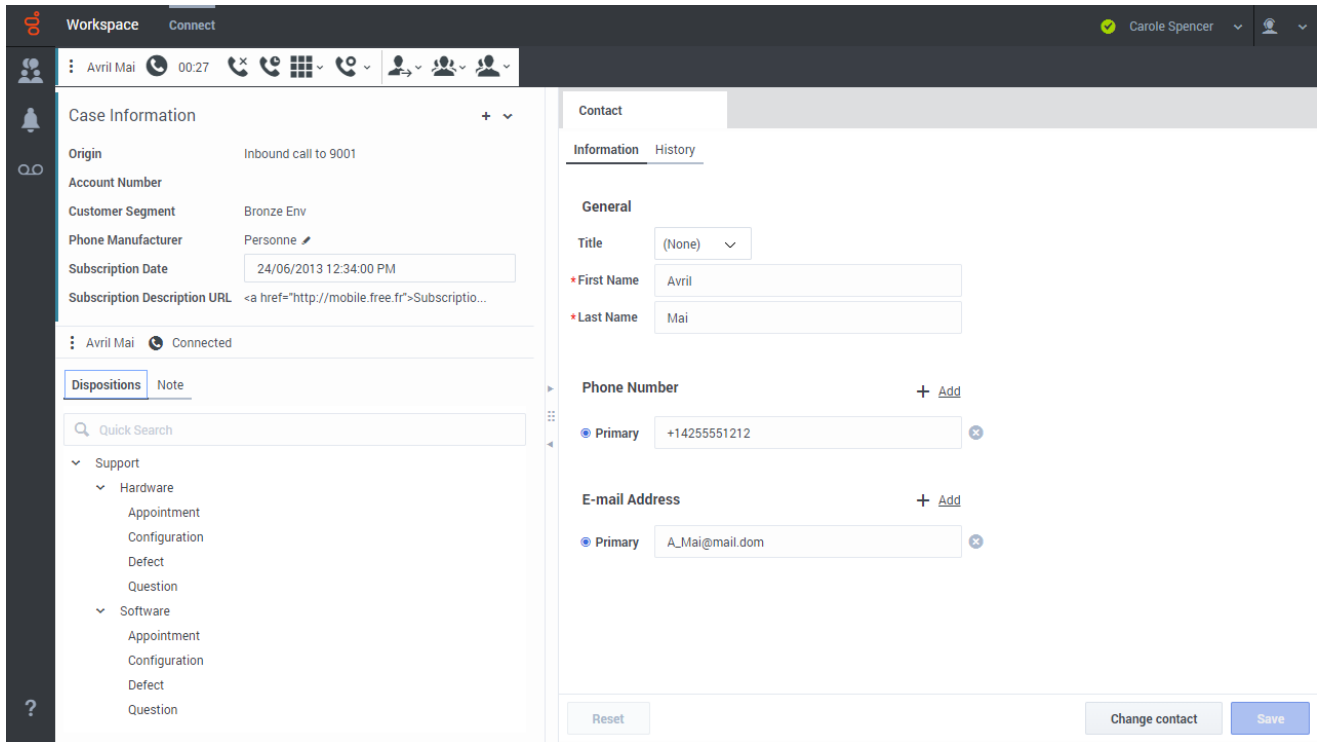 Workspace Connect Carole Spencer
Avril Mai 00:27
Case Information
Origin Inbound call to 9001
Account Number
Customer Segment Bronze Env
Phone Manufacturer Personne
Subscription Date 24/06/2013 12:34:00 PM
Subscription Description URL <a href="http://mobile.free.fr">Subscriptio...
Avril Mai Connected
Dispositions Note
Quick Search
Support
Hardware
Appointment
Configuration
Defect
Question
Software
Appointment
Configuration
Defect
Question
?
Contact
Information History
General
Title (None)
*First Name Avril
*Last Name Mai
Phone Number + Add
Primary +14255551212
E-mail Address + Add
Primary A_Mai@mail.dom
Reset Change contact Save